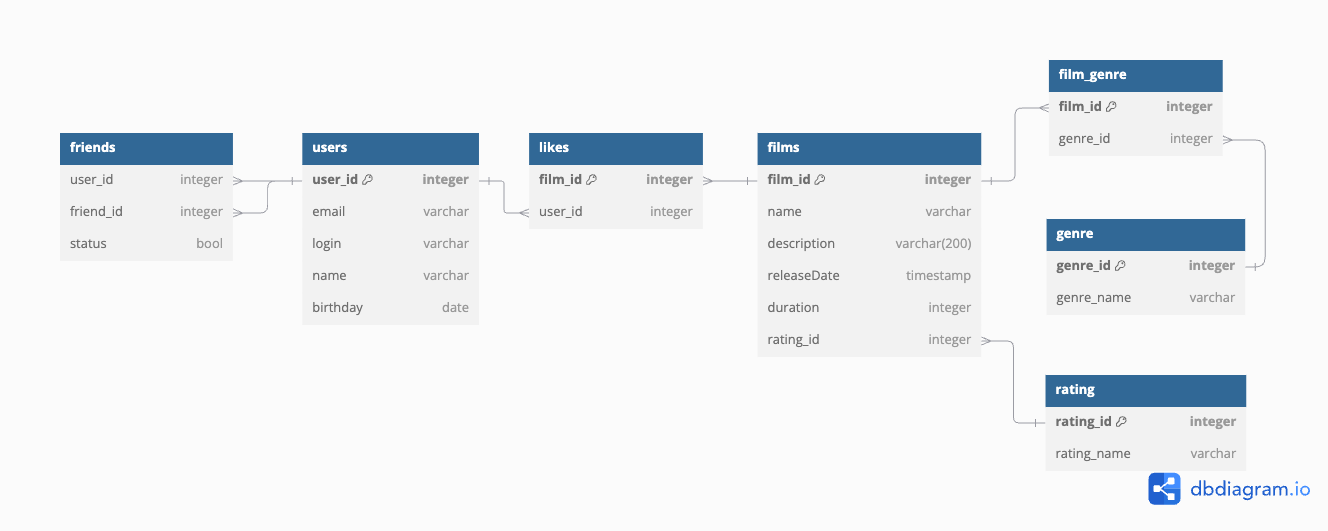 friends
user_id integer
friend_id integer
status bool
users
user_id integer
email varchar
login varchar
name varchar
birthday date
likes
film_id integer
user_id integer
films
film_id integer
name varchar
description varchar(200)
releaseDate timestamp
duration integer
rating_id integer
film_genre
film_id integer
genre_id integer
genre
genre_id integer
genre_name varchar
rating
rating_id integer
rating_name varchar
dbdiagram.io